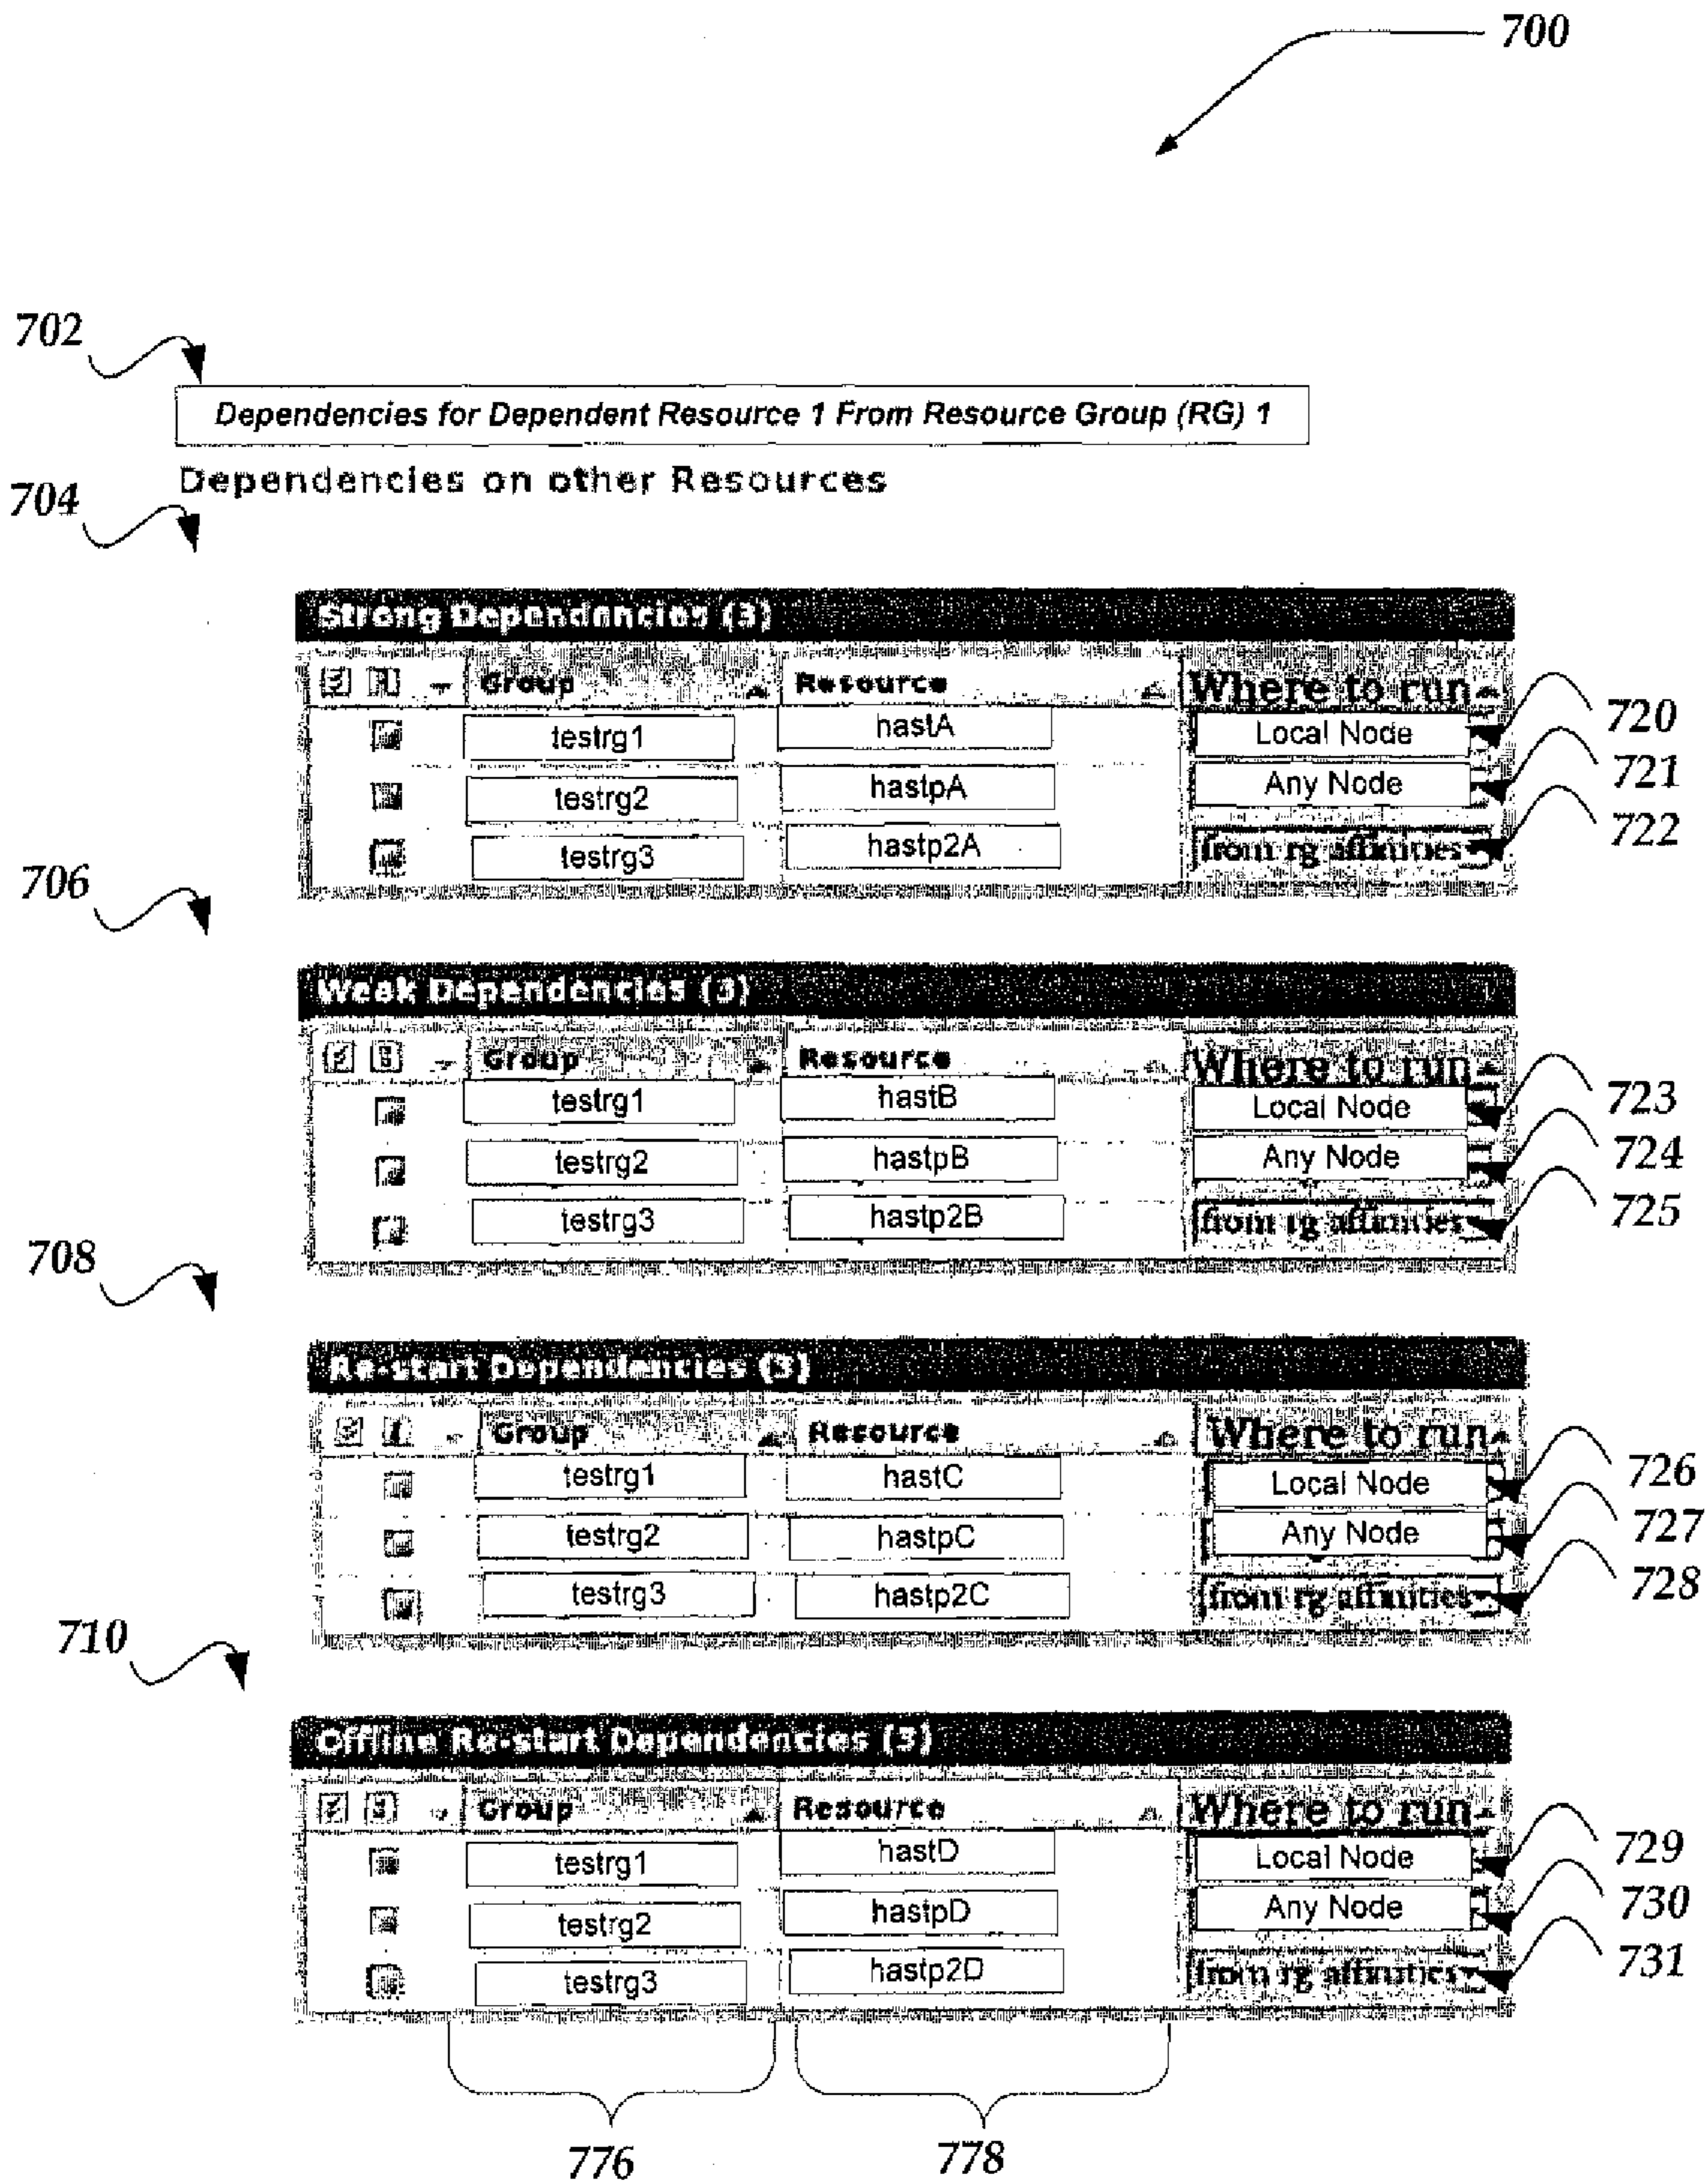 700
702
Dependencies for Dependent Resource 1 From Resource Group (RG) 1
704
Dependencies on other Resources
Strong Dependencies (3)
Group Resource Where to run
testrg1 hastA Local Node 720
testrg2 hastpA Any Node 721
testrg3 hastp2A from rg affinities 722
706
Weak Dependencies (3)
Group Resource Where to run
testrg1 hastB Local Node 723
testrg2 hastpB Any Node 724
testrg3 hastp2B from rg affinities 725
708
Re-start Dependencies (3)
Group Resource Where to run
testrg1 hastC Local Node 726
testrg2 hastpC Any Node 727
testrg3 hastp2C from rg affinities 728
710
Offline Re-start Dependencies (3)
Group Resource Where to run
testrg1 hastD Local Node 729
testrg2 hastpD Any Node 730
testrg3 hastp2D from rg affinities 731
776 778